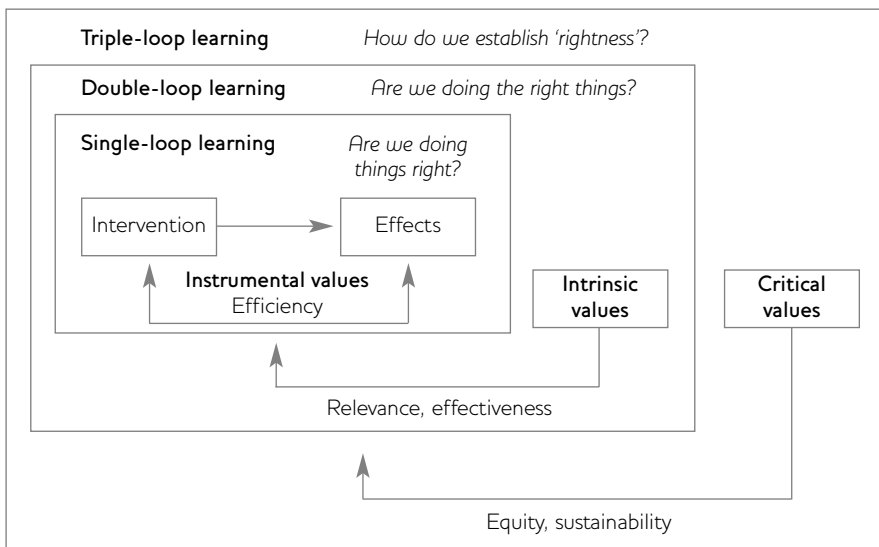 Triple-loop learning How do we establish ‘rightness’?
Double-loop learning Are we doing the right things?
Single-loop learning Are we doing
things right?
Intervention Effects
Instrumental values
Efficiency
Intrinsic
values
Critical
values
Relevance, effectiveness
Equity, sustainability